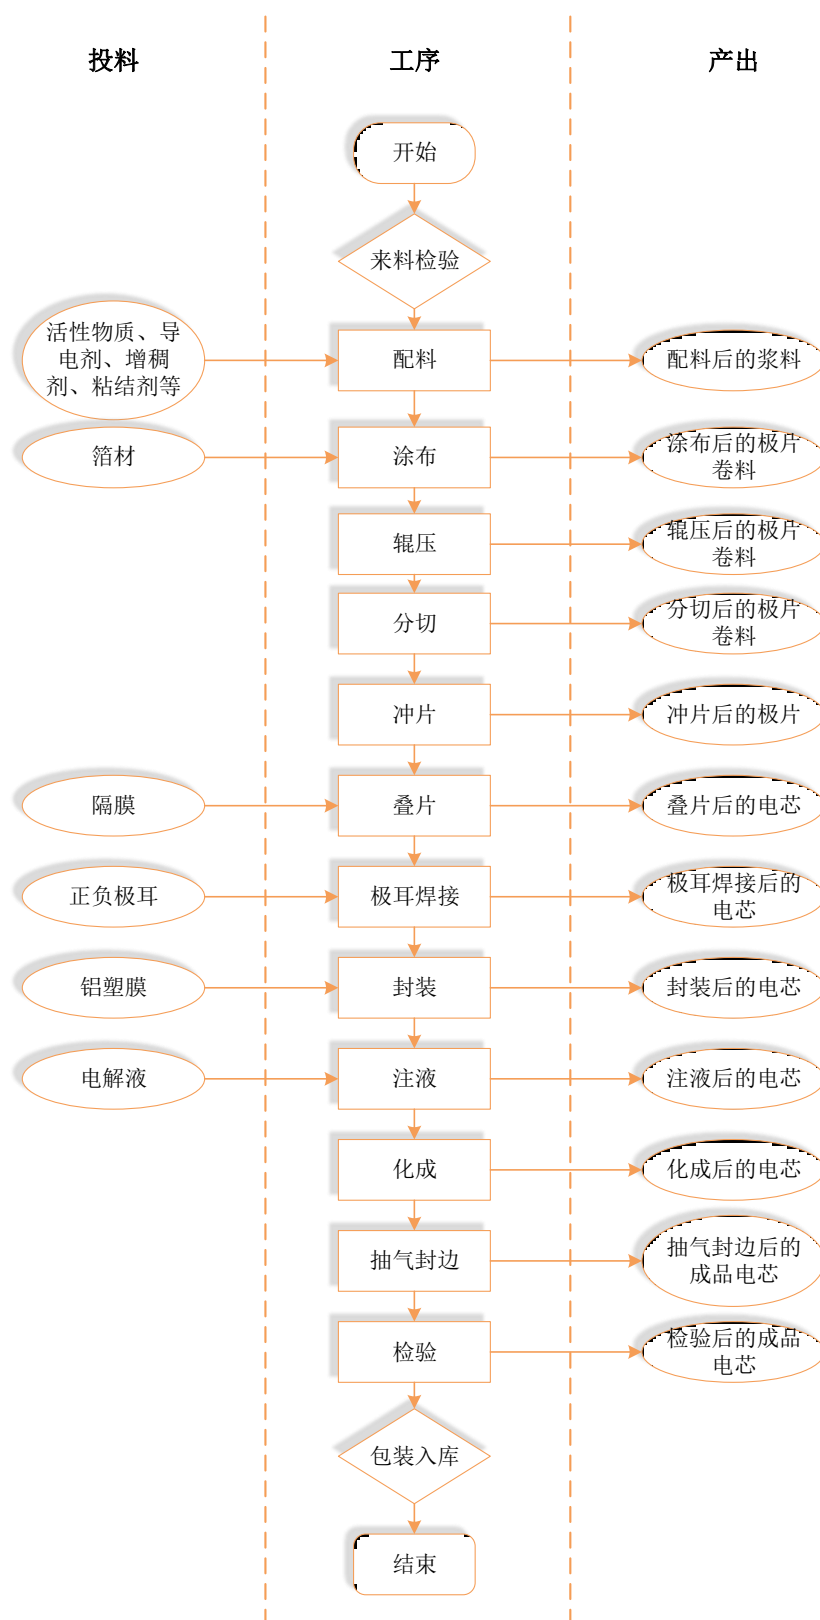 投料
工序
产出
开始
来料检验
活性物质、导
电剂、增稠
剂、粘结剂等
配料
配料后的浆料
箔材
涂布
涂布后的极片
卷料
辊压
辊压后的极片
卷料
分切
分切后的极片
卷料
冲片
冲片后的极片
隔膜
叠片
叠片后的电芯
正负极耳
极耳焊接
极耳焊接后的
电芯
铝塑膜
封装
封装后的电芯
电解液
注液
注液后的电芯
化成
化成后的电芯
抽气封边
抽气封边后的
成品电芯
检验
检验后的成品
电芯
包装入库
结束